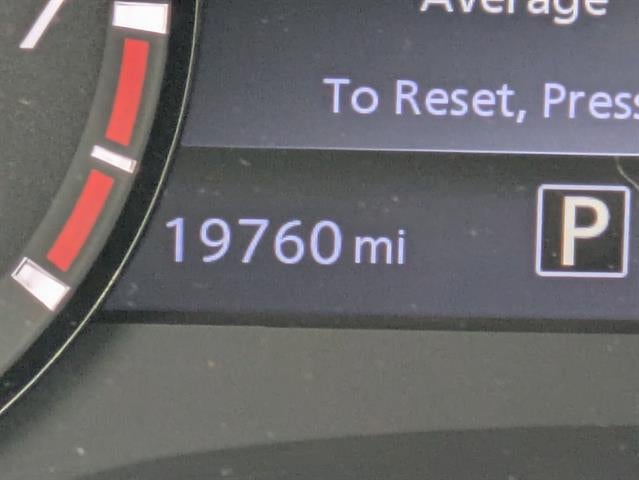 Average
To Reset, Press
19760 mi
P